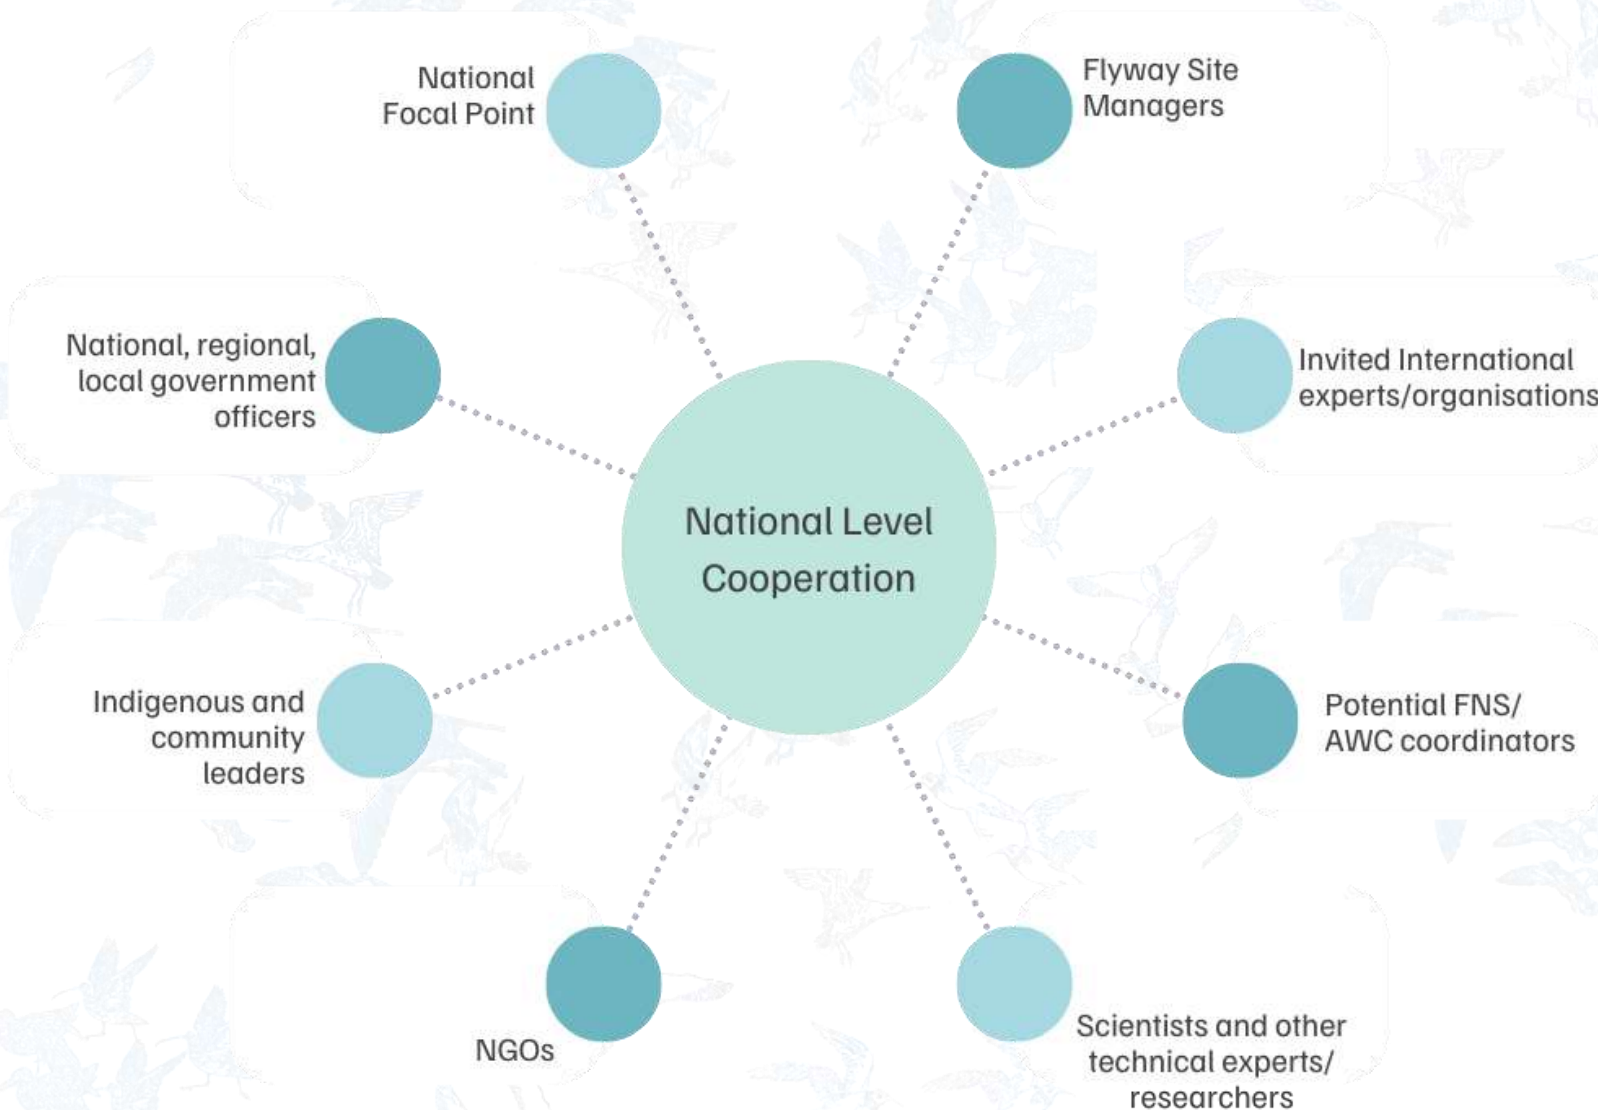 National
Focal Point
Flyway Site
Managers
National, regional,
local government
officers
Invited International
experts/organisations
National Level
Cooperation
Indigenous and
community
leaders
Potential FNS/
AWC coordinators
NGOs
Scientists and other
technical experts/
researchers